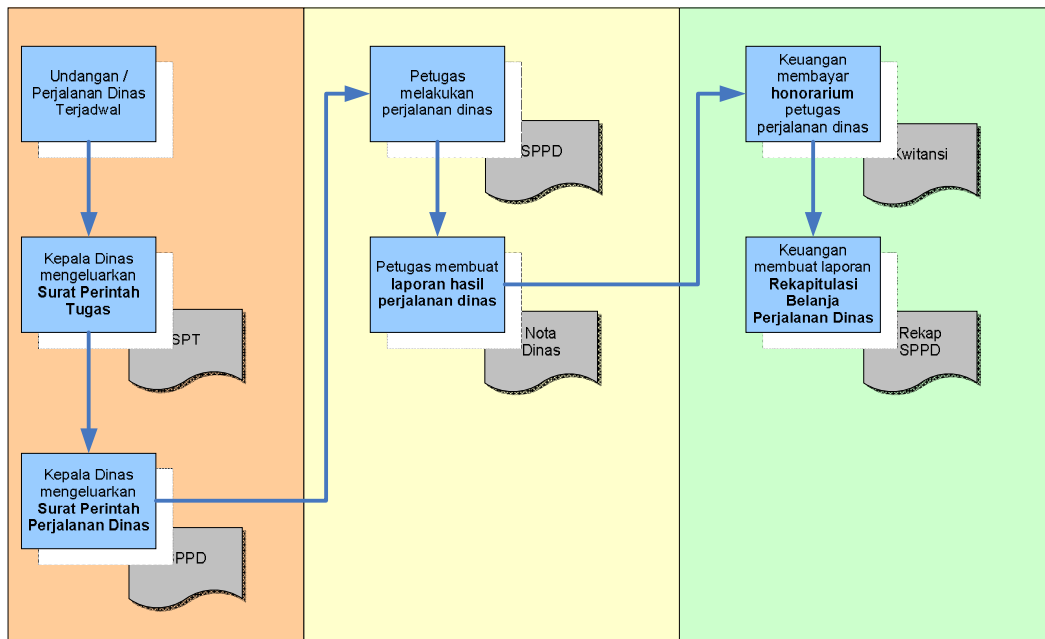 Undangan /
Perjalanan Dinas
Terjadwal
Kepala Dinas
mengeluarkan
Surat Perintah
Tugas
SPT
Kepala Dinas
mengeluarkan
Surat Perintah
Perjalanan Dinas
SPPD
Petugas
melakukan
perjalanan dinas
SPPD
Petugas membuat
laporan hasil
perjalanan dinas
Nota
Dinas
Keuangan
membayar
honorarium
petugas
perjalanan dinas
Kwitansi
Keuangan
membuat laporan
Rekapitulasi
Belanja
Perjalanan Dinas
Rekap
SPPD